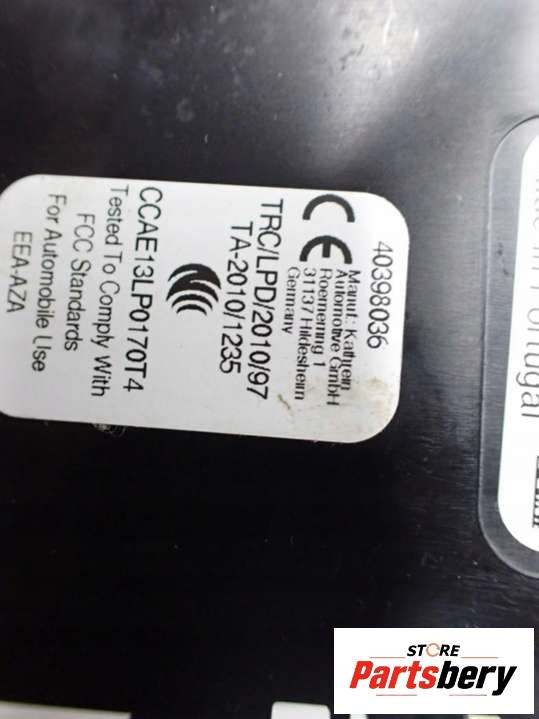 40398036
Manuf.: Kathrein
Automotive GmbH
Roemerring 1
31137 Hildesheim
Germany
CE
TRC/LPD/2010/97
TA-2010/1235
CCAE13LP0170T4
Tested To Comply With
FCC Standards
For Automobile Use
EEA-AZA
in Portugal
STORE
Partsbery